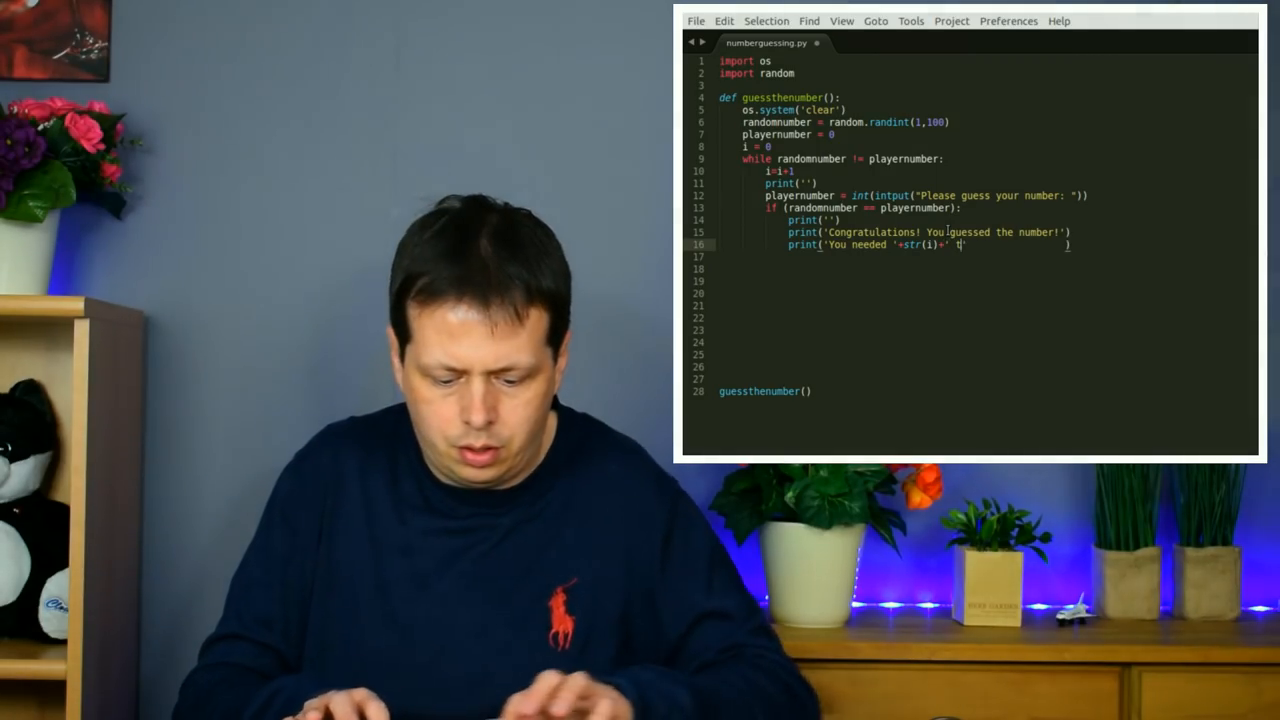 File Edit Selection Find View Goto Tools Project Preferences Help
numberguessing.py
1 import os
2 import random
3
4 def guessthenumber():
5 os.system('clear')
6 randomnumber = random.randint(1,100)
7 playernumber = 0
8 i = 0
9 while randomnumber != playernumber:
10 i=i+1
11 print('')
12 playernumber = int(intput("Please guess your number: "))
13 if (randomnumber == playernumber):
14 print('')
15 print('Congratulations! You guessed the number!')
16 print('You needed '+str(i)+' t' )
17
18
19
20
21
22
23
24
25
26
27
28 guessthenumber()